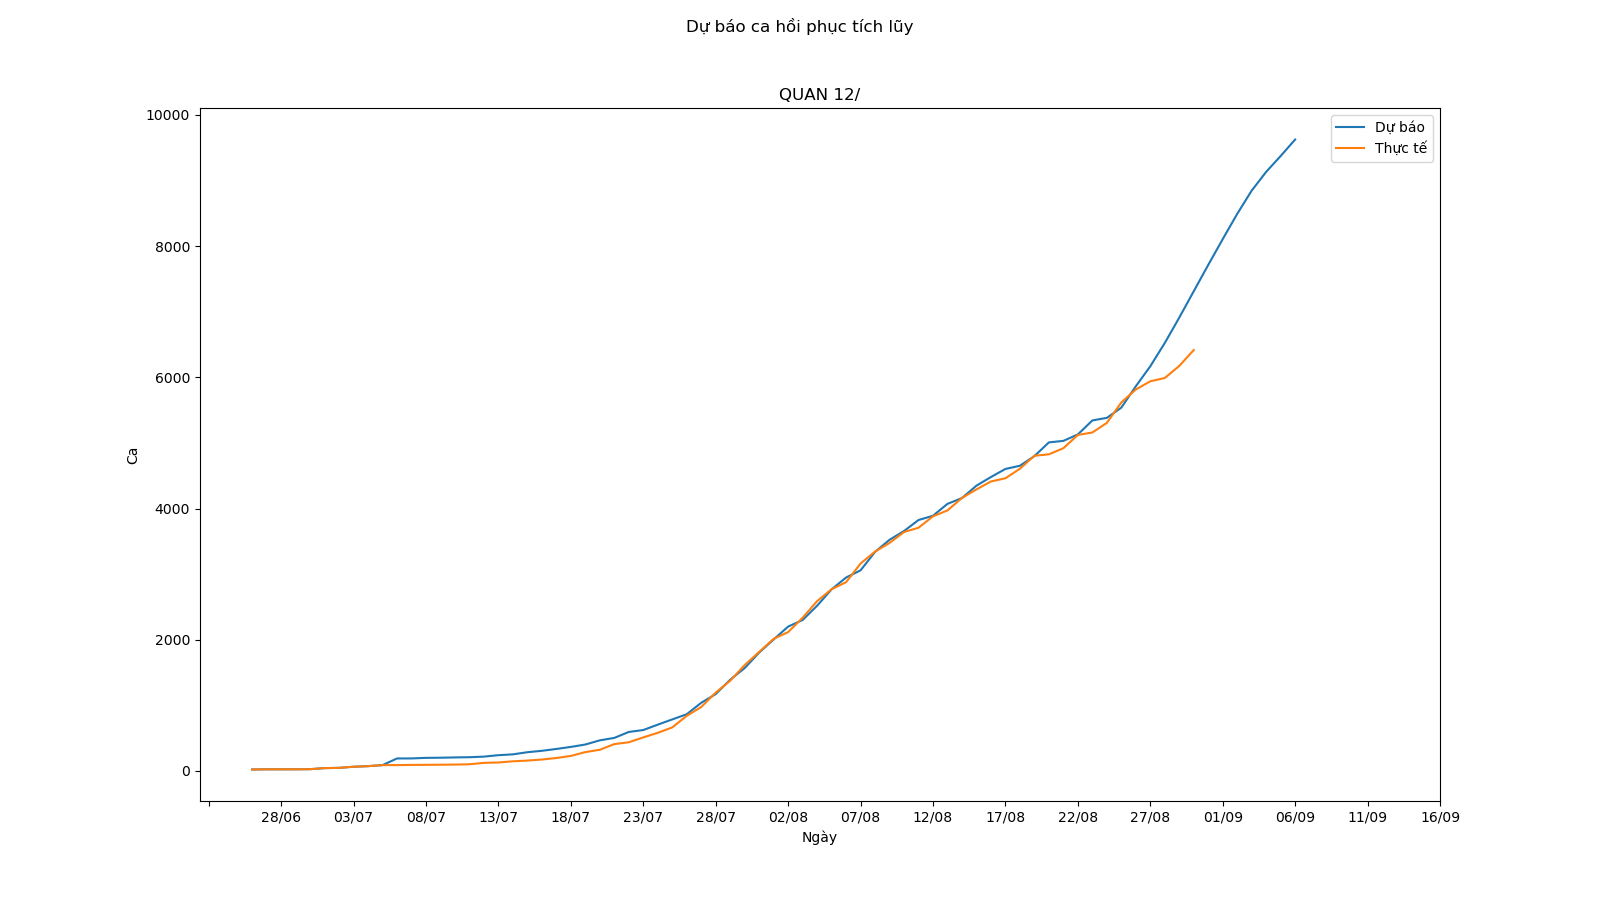 Dự báo ca hồi phục tích lũy
QUAN 12/
10000
8000
6000
4000
2000
0
Ca
Dự báo
Thực tế
28/06 03/07 08/07 13/07 18/07 23/07 28/07 02/08 07/08 12/08 17/08 22/08 27/08 01/09 06/09 11/09 16/09
Ngày